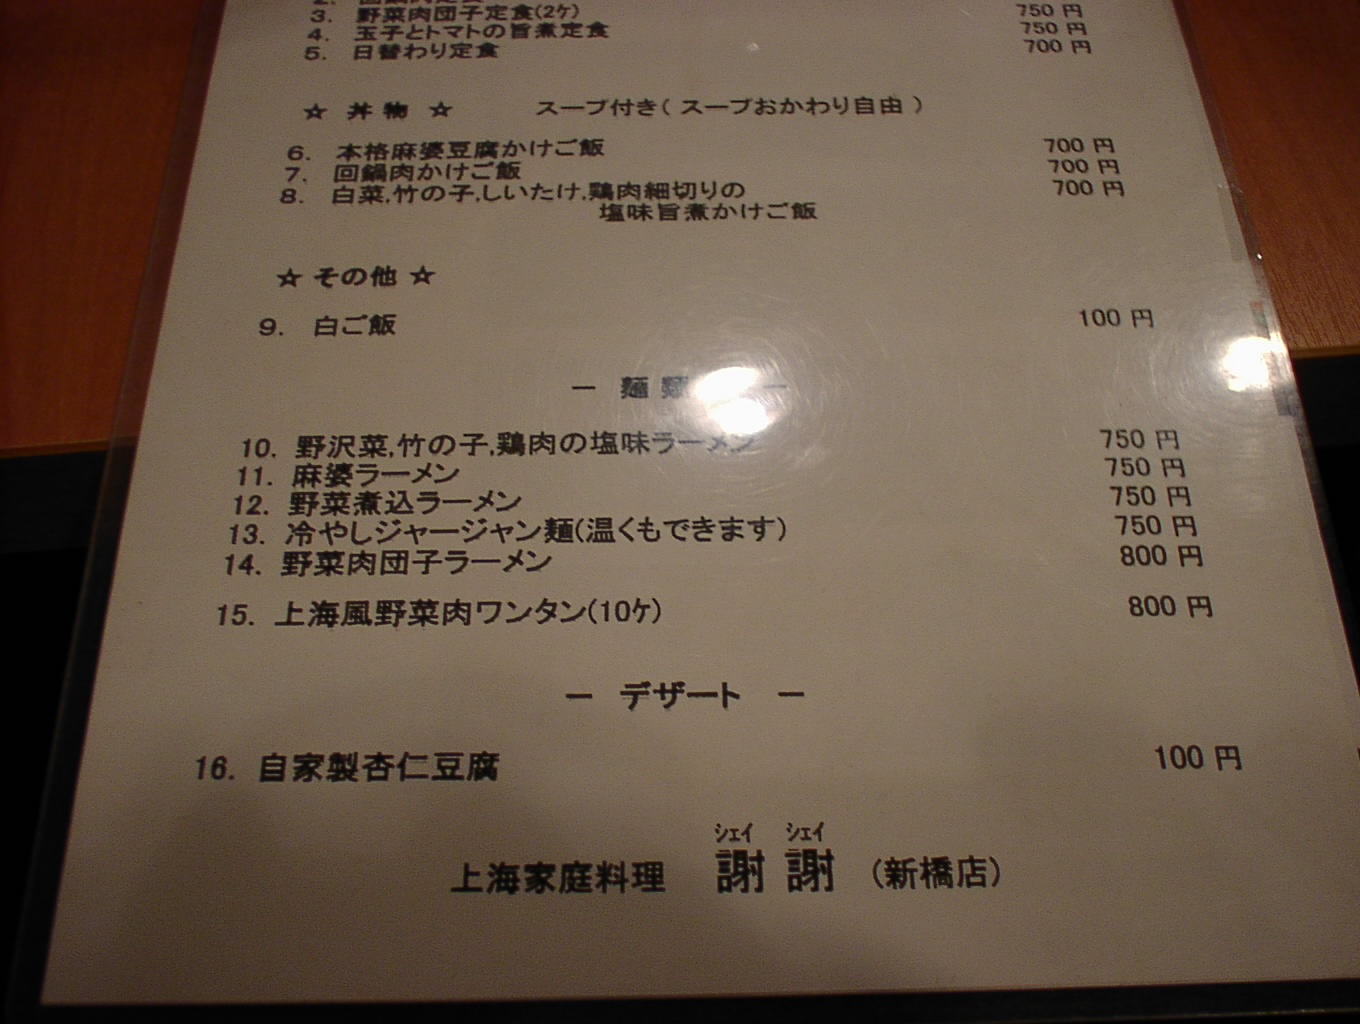 3. 野菜肉団子定食(2ケ) 750 円
4. 玉子とトマトの旨煮定食 750 円
5. 日替わり定食 700 円
☆ 丼 物 ☆ スープ付き( スープおかわり自由 )
6. 本格麻婆豆腐かけご飯 700 円
7. 回鍋肉かけご飯 700 円
8. 白菜,竹の子,しいたけ,鶏肉細切りの 700 円
塩味旨煮かけご飯
☆ その他 ☆
9. 白ご飯 100 円
― 麺 類 ―
10. 野沢菜,竹の子,鶏肉の塩味ラーメン 750 円
11. 麻婆ラーメン 750 円
12. 野菜煮込ラーメン 750 円
13. 冷やしジャージャン麺(温くもできます) 750 円
14. 野菜肉団子ラーメン 800 円
15. 上海風野菜肉ワンタン(10ケ) 800 円
― デザート ―
16. 自家製杏仁豆腐 100 円
シェイ シェイ
上海家庭料理 謝 謝 (新橋店)